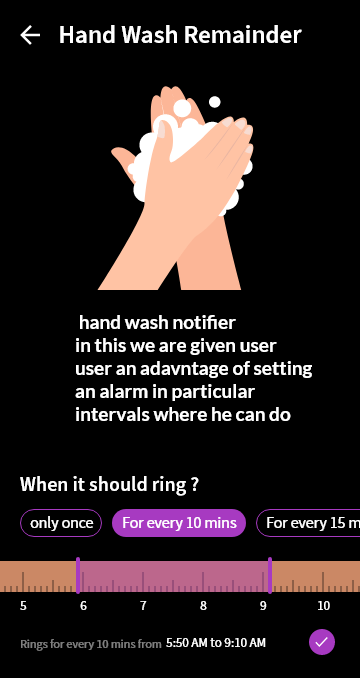 Hand Wash Remainder
hand wash notifier
in this we are given user
user an adavntage of setting
an alarm in particular
intervals where he can do
When it should ring ?
only once
For every 10 mins
For every 15 m
5 6 7 8 9 10
Rings for every 10 mins from 5:50 AM to 9:10 AM